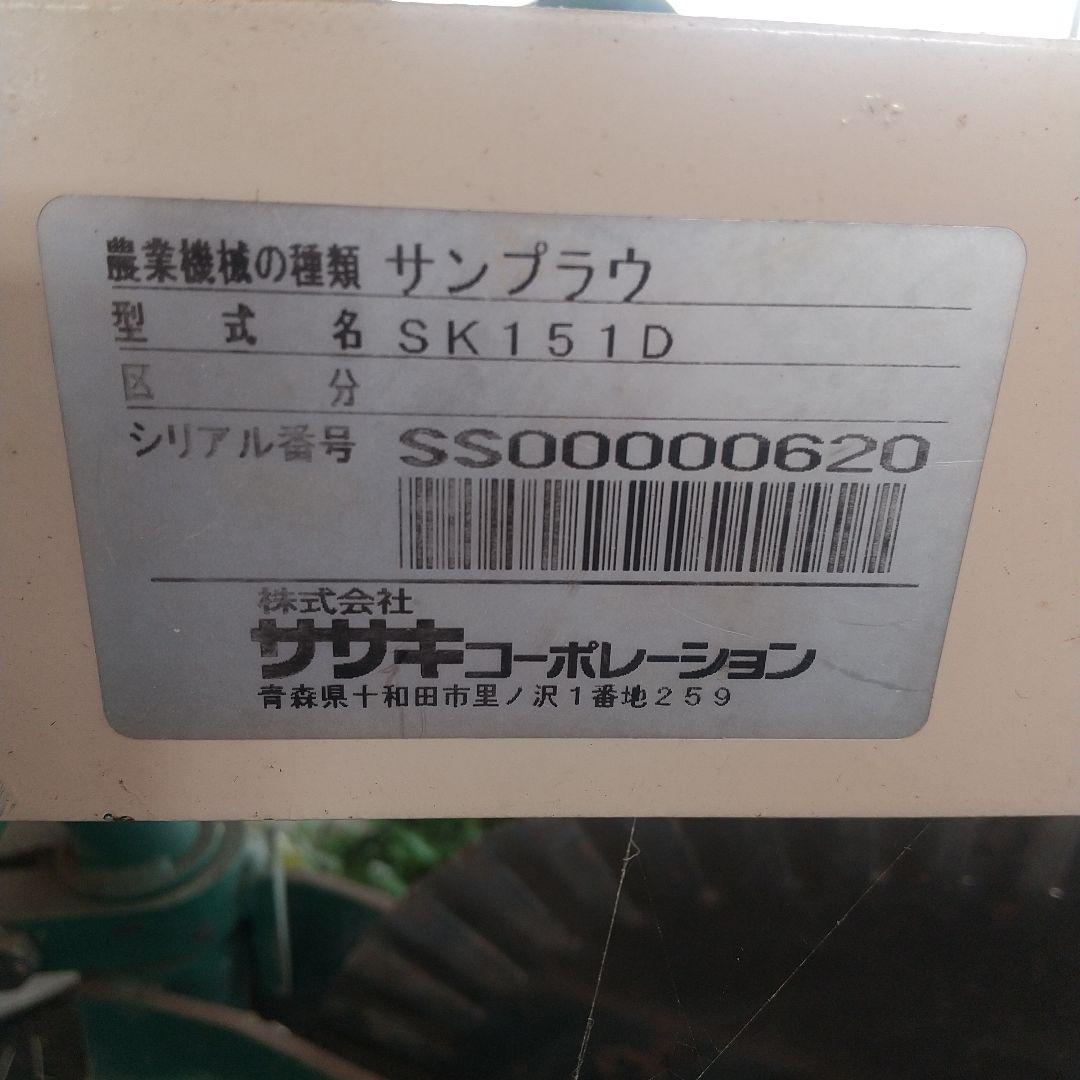 農業機械の種類 サンプラウ
型式名 SK151D
区分
シリアル番号 SS00000620
株式会社
ササキコーポレーション
青森県十和田市里ノ沢1番地259